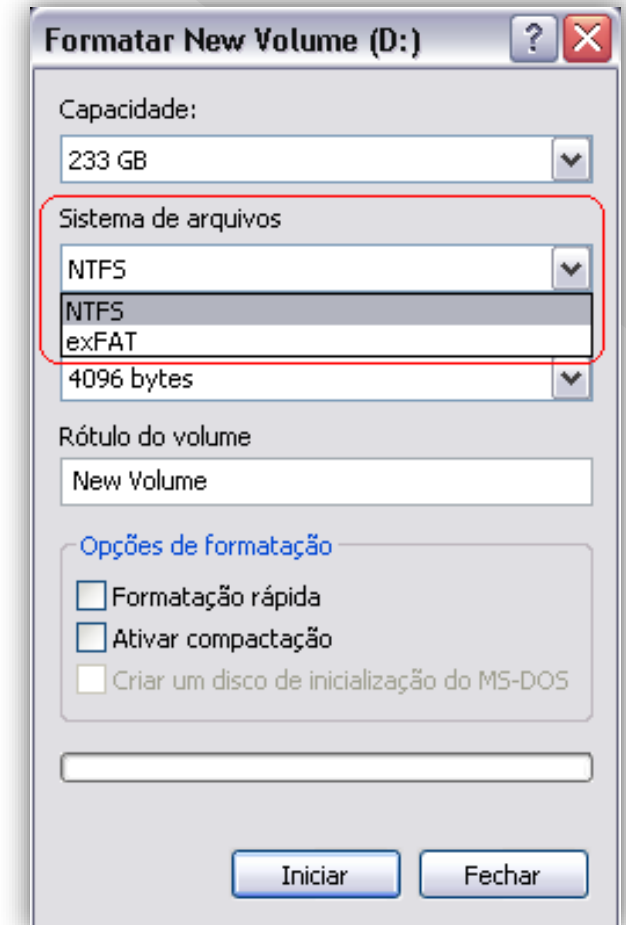 Formatar New Volume (D:)
Capacidade:
233 GB
Sistema de arquivos
NTFS
NTFS
exFAT
4096 bytes
Rótulo do volume
New Volume
Opções de formatação
Formatação rápida
Ativar compactação
Criar um disco de inicialização do MS-DOS
Iniciar Fechar